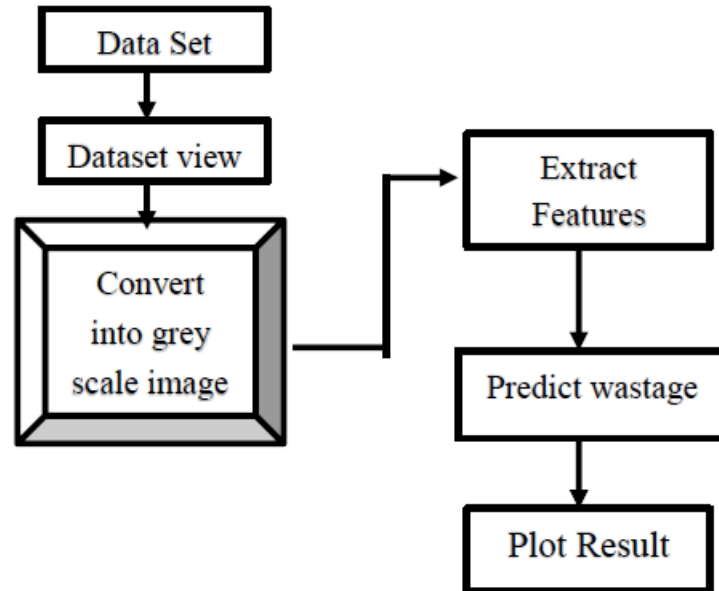 Data Set
Dataset view
Convert
into grey
scale image
Extract
Features
Predict wastage
Plot Result